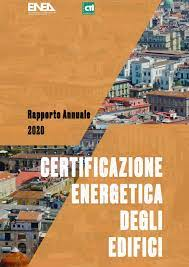 ENEA
cti
Rapporto Annuale
2020
CERTIFICAZIONE
ENERGETICA
DEGLI
EDIFICI